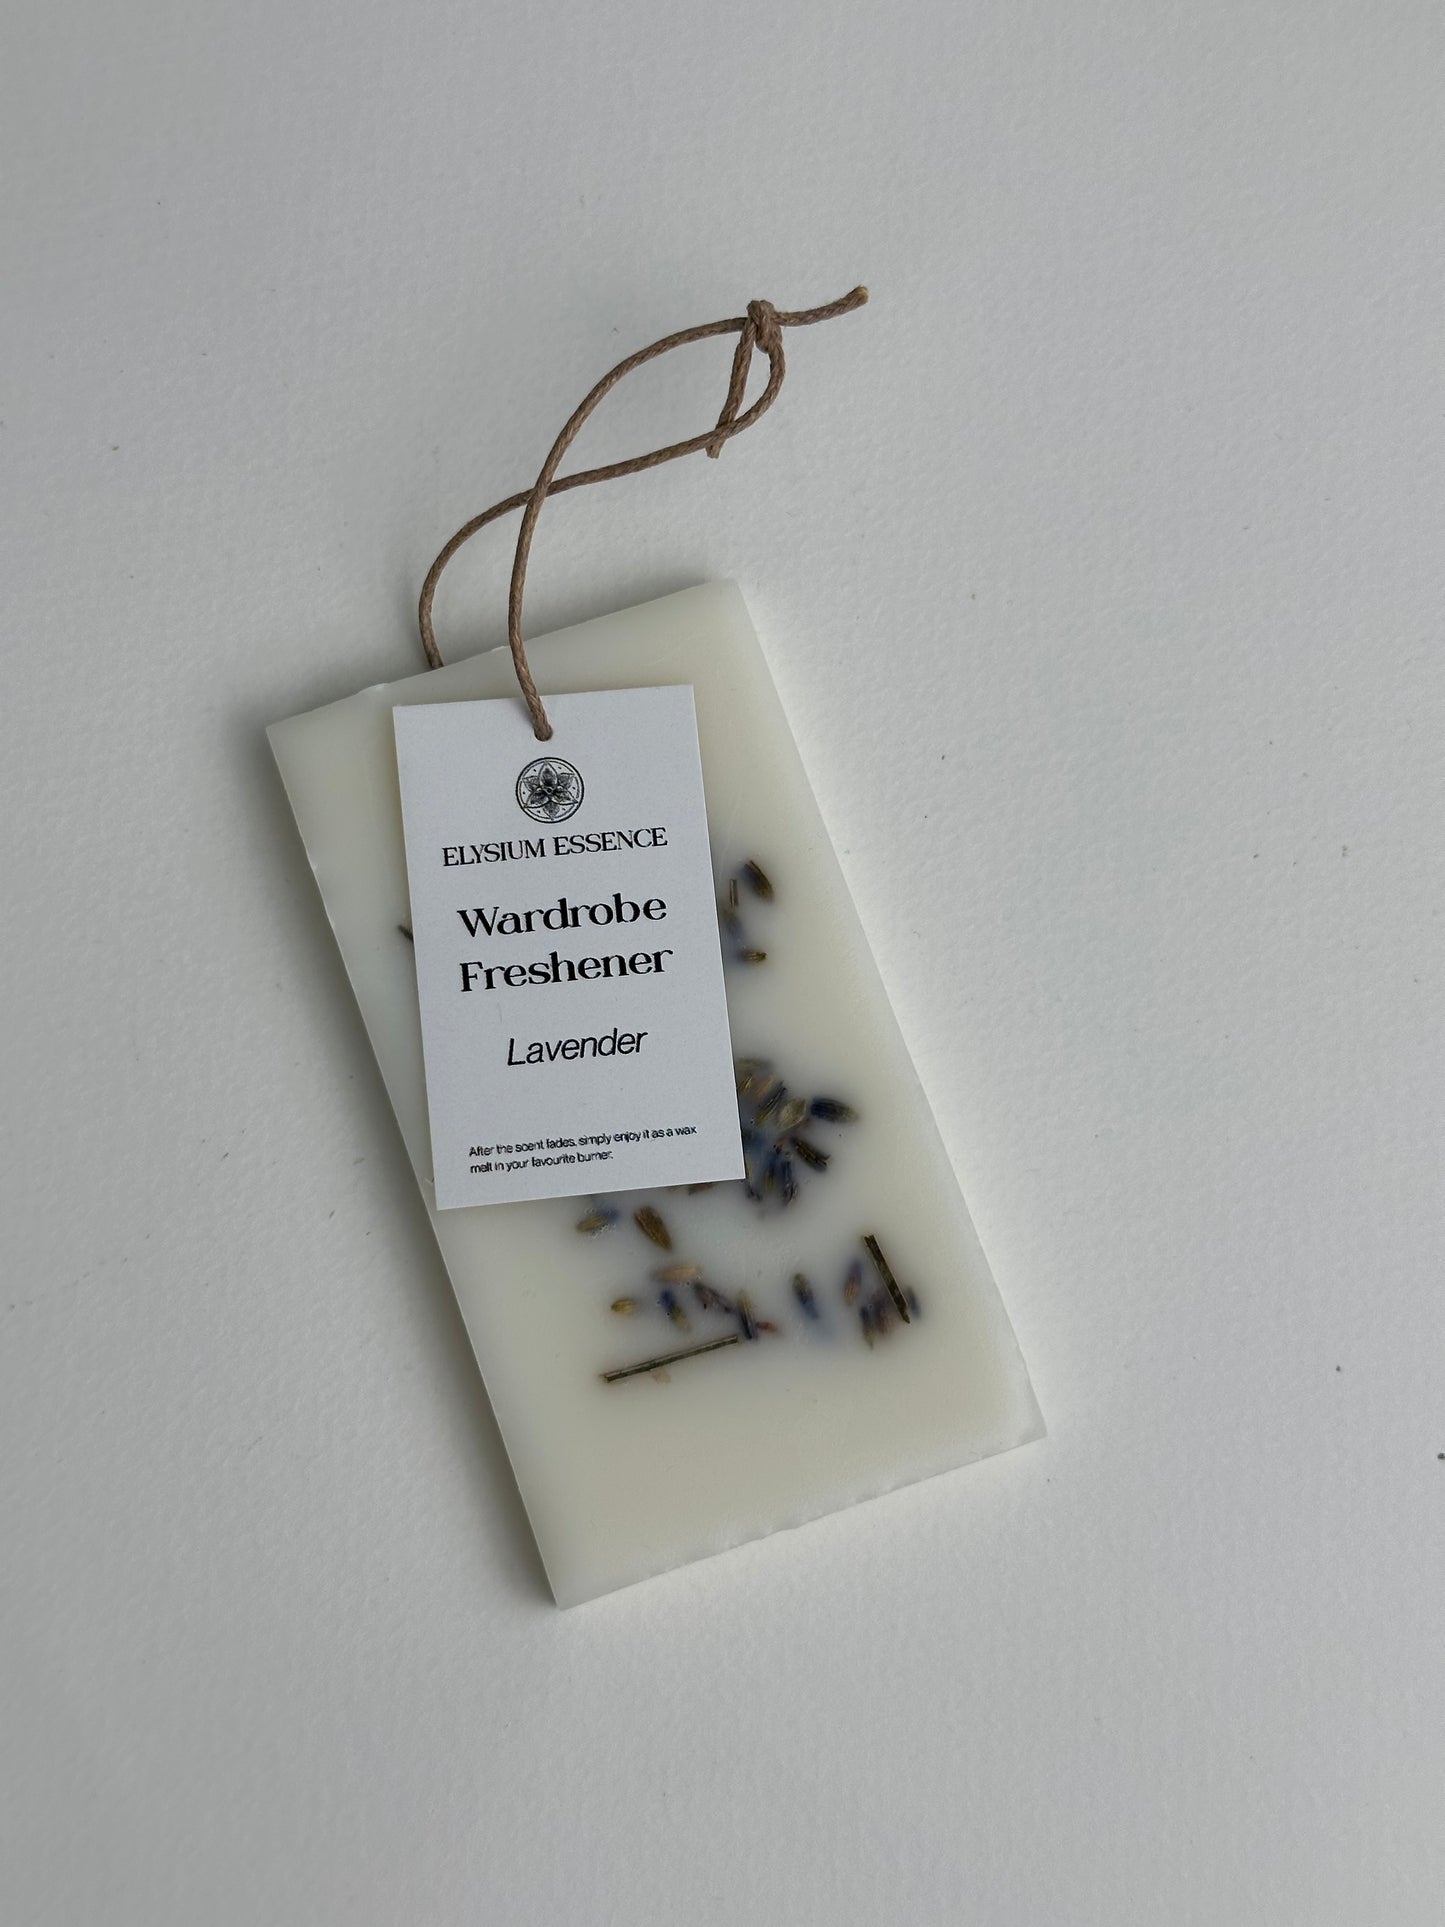 ELYSIUM ESSENCE
Wardrobe
Freshener
Lavender
After the scent fades, simply enjoy it as a wax
melt in your favourite burner.